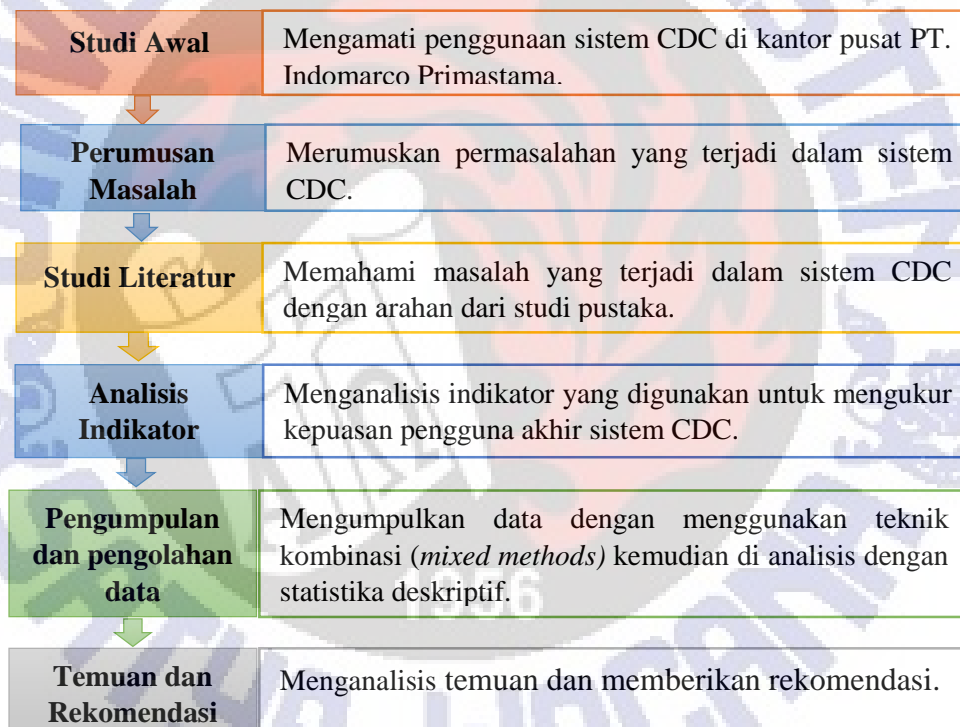 Studi Awal
Mengamati penggunaan sistem CDC di kantor pusat PT.
Indomarco Primastama.
Perumusan
Masalah
Merumuskan permasalahan yang terjadi dalam sistem
CDC.
Studi Literatur
Memahami masalah yang terjadi dalam sistem CDC
dengan arahan dari studi pustaka.
Analisis
Indikator
Menganalisis indikator yang digunakan untuk mengukur
kepuasan pengguna akhir sistem CDC.
Pengumpulan
dan pengolahan
data
Mengumpulkan data dengan menggunakan teknik
kombinasi (mixed methods) kemudian di analisis dengan
statistika deskriptif.
Temuan dan
Rekomendasi
Menganalisis temuan dan memberikan rekomendasi.
1956